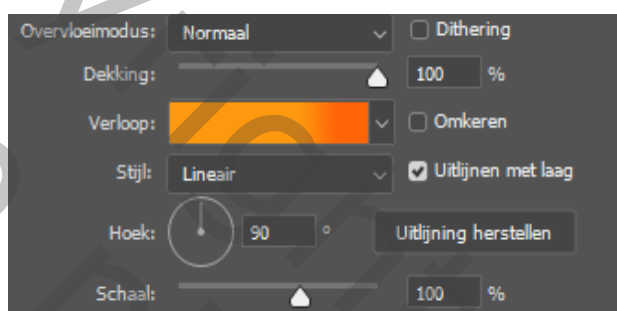 Overvloeimodus: Normaal Dithering
Dekking: 100 %
Verloop: Omkeren
Stijl: Lineair Uitlijnen met laag
Hoek: 90 ° Uitlijning herstellen
Schaal: 100 %